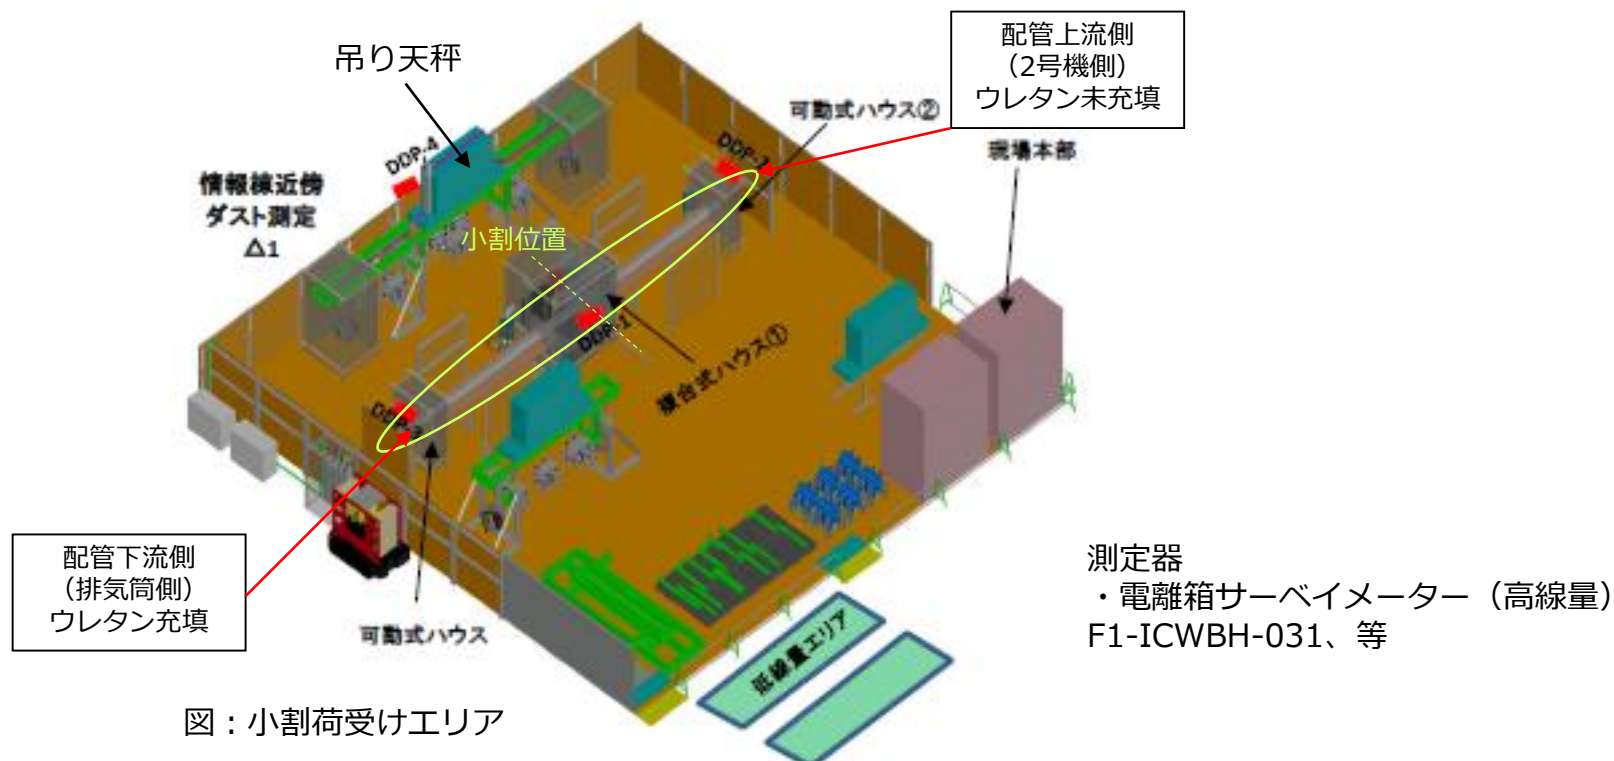 吊り天秤
配管上流側
（2号機側）
ウレタン未充填
可動式ハウス②
現場本部
DDP-4
DDP-2
情報棟近傍
ダスト測定
△1
小割位置
DDP-1
複合式ハウス①
DDP-3
配管下流側
（排気筒側）
ウレタン充填
可動式ハウス
低線量エリア
測定器
・電離箱サーベイメーター（高線量）
F1-ICWBH-031、等
図：小割荷受けエリア